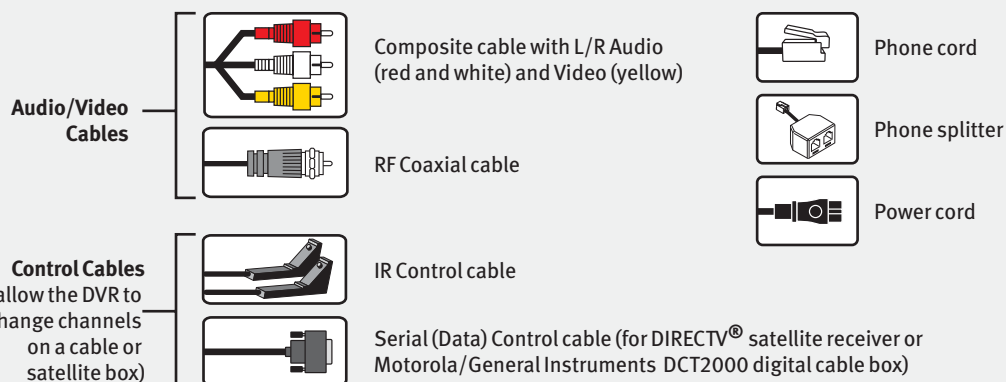 Audio/Video
Cables
Composite cable with L/R Audio
(red and white) and Video (yellow)
RF Coaxial cable
Control Cables
allow the DVR to
change channels
on a cable or
satellite box)
IR Control cable
Serial (Data) Control cable (for DIRECTV® satellite receiver or
Motorola/General Instruments DCT2000 digital cable box)
Phone cord
Phone splitter
Power cord